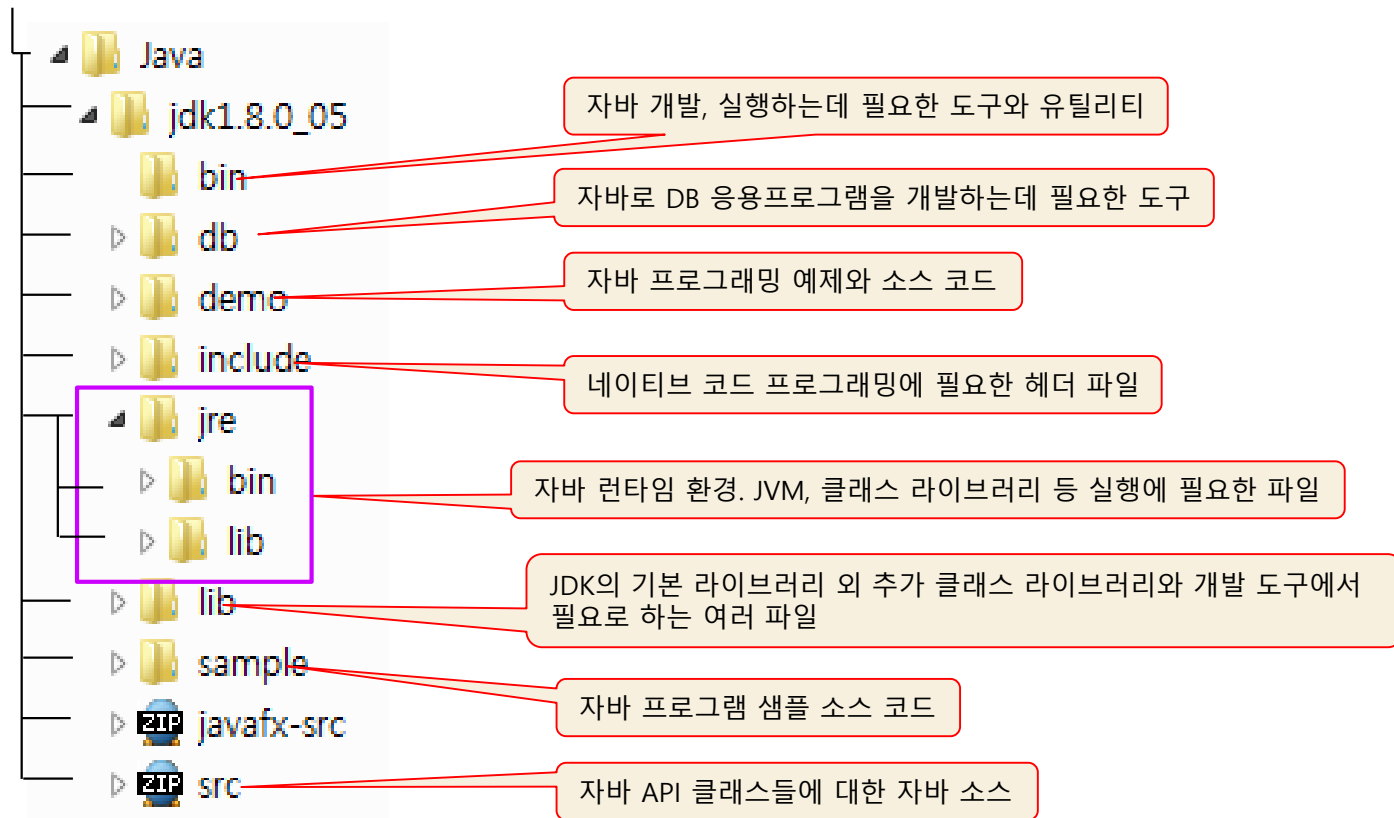 Java
jdk1.8.0_05
자바 개발, 실행하는데 필요한 도구와 유틸리티
bin
자바로 DB 응용프로그램을 개발하는데 필요한 도구
db
자바 프로그래밍 예제와 소스 코드
demo
include
네이티브 코드 프로그래밍에 필요한 헤더 파일
jre
bin
자바 런타임 환경. JVM, 클래스 라이브러리 등 실행에 필요한 파일
lib
JDK의 기본 라이브러리 외 추가 클래스 라이브러리와 개발 도구에서
필요로 하는 여러 파일
lib
sample
자바 프로그램 샘플 소스 코드
ZIP javafx-src
ZIP src
자바 API 클래스들에 대한 자바 소스